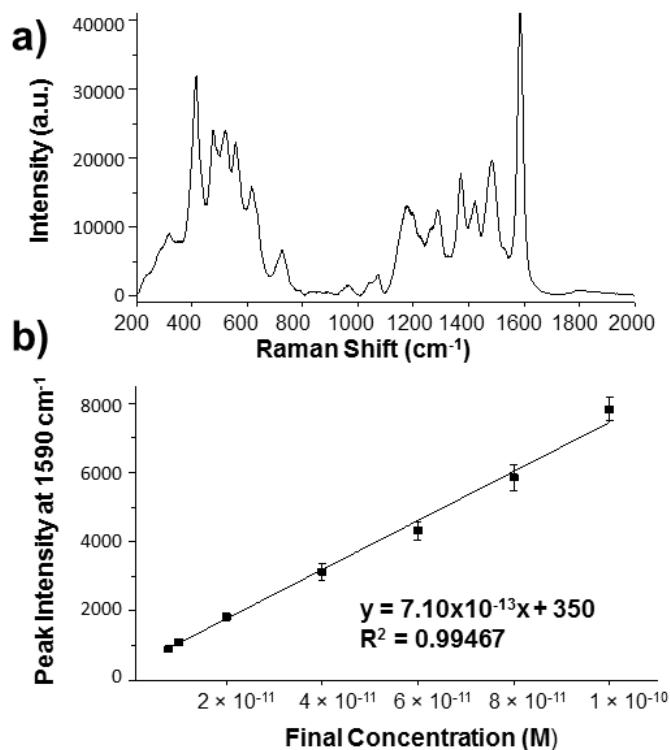 a)
40000
30000
20000
10000
0
Intensity (a.u.)
200 400 600 800 1000 1200 1400 1600 1800 2000
Raman Shift (cm⁻¹)
b)
8000
6000
4000
2000
0
Peak Intensity at 1590 cm⁻¹
y = 7.10x10⁻¹³x + 350
R² = 0.99467
2 × 10⁻¹¹ 4 × 10⁻¹¹ 6 × 10⁻¹¹ 8 × 10⁻¹¹ 1 × 10⁻¹⁰
Final Concentration (M)